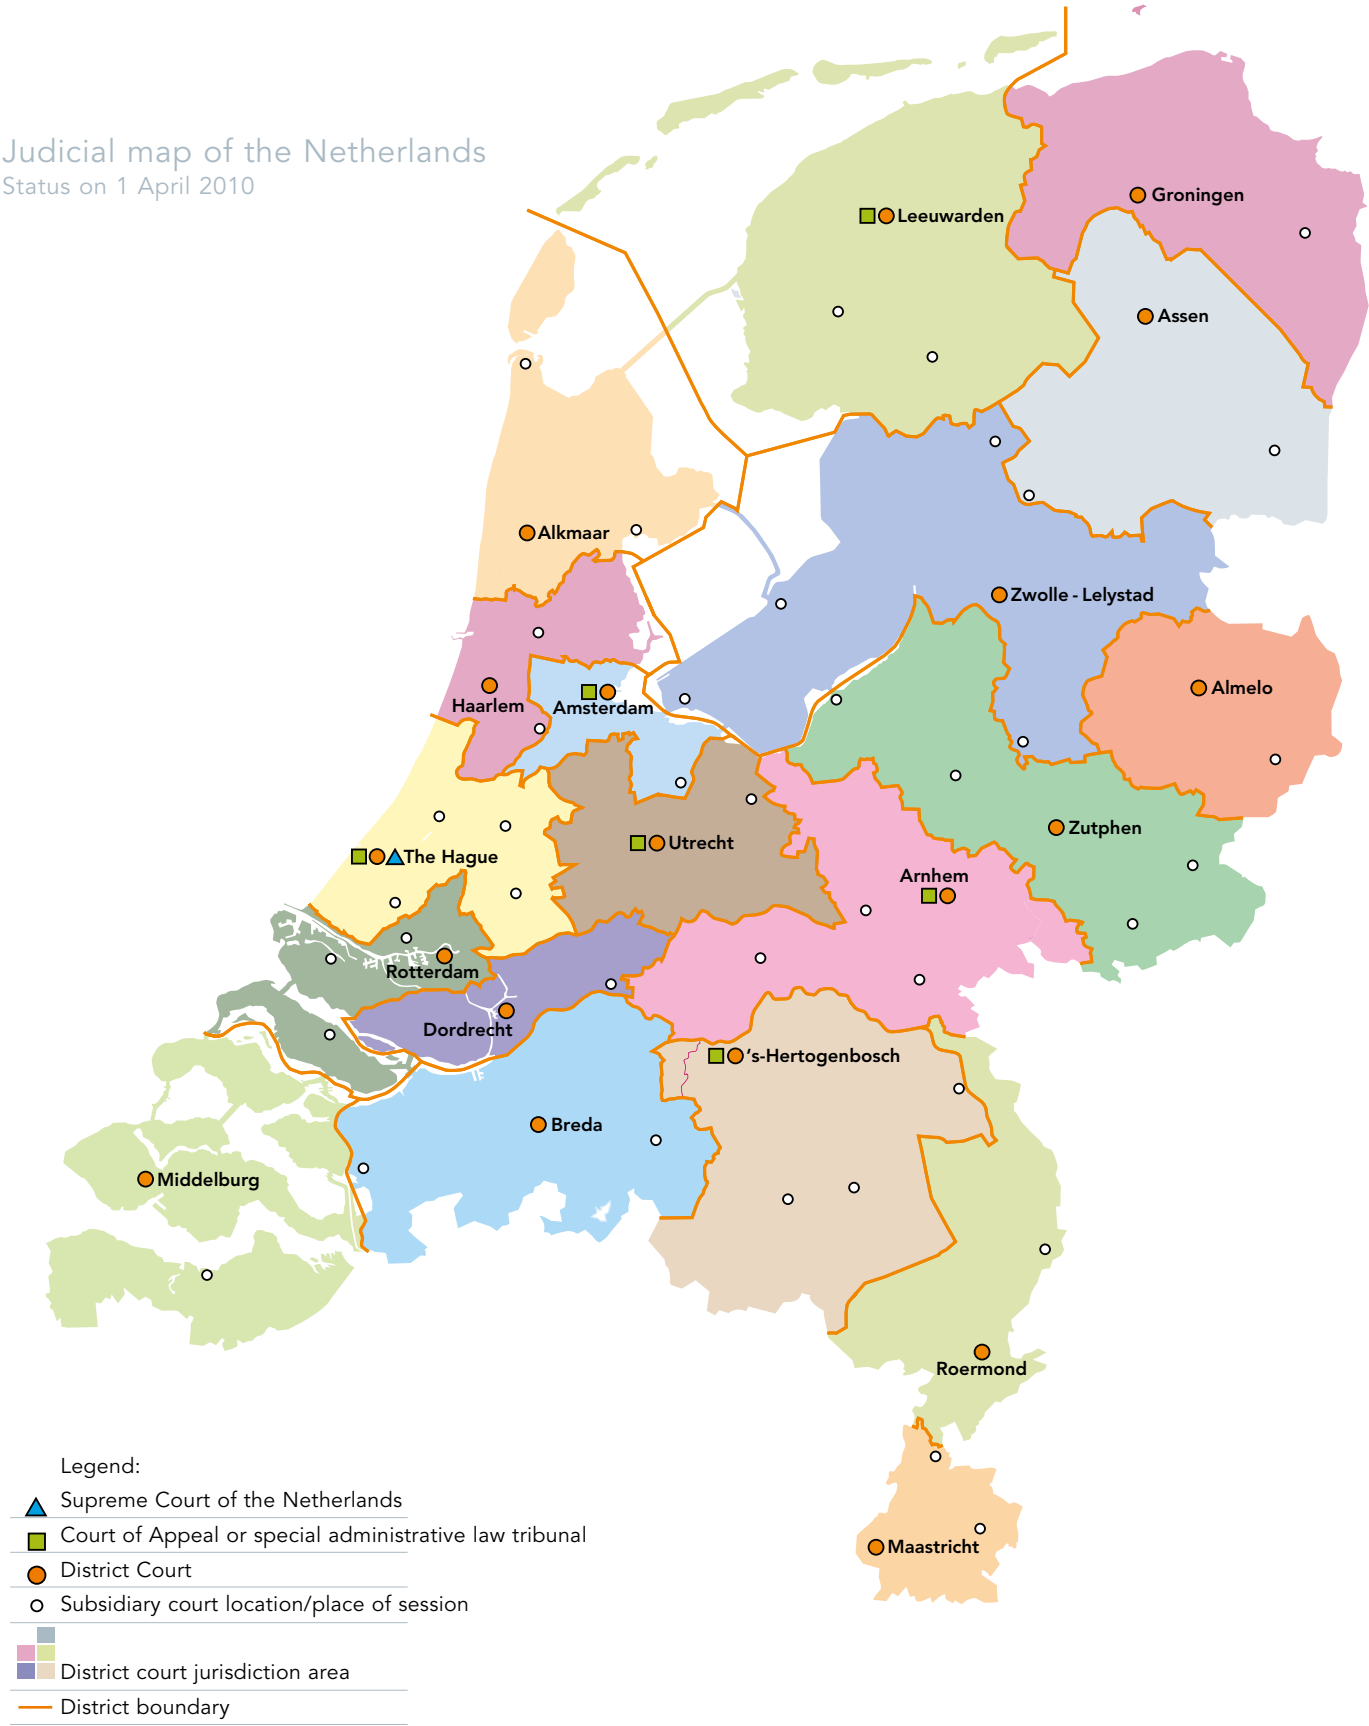 Judicial map of the Netherlands
Status on 1 April 2010
Groningen
Leeuwarden
Assen
Alkmaar
Zwolle - Lelystad
Almelo
Haarlem
Amsterdam
Zutphen
Utrecht
The Hague
Arnhem
Rotterdam
Dordrecht
's-Hertogenbosch
Breda
Middelburg
Roermond
Maastricht
Legend:
Supreme Court of the Netherlands
Court of Appeal or special administrative law tribunal
District Court
Subsidiary court location/place of session
District court jurisdiction area
District boundary